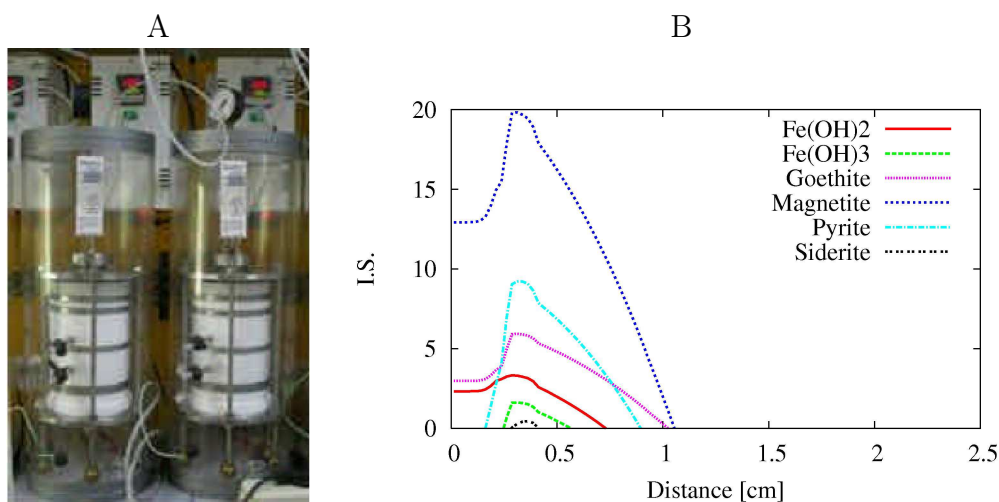 A
B
20
15
10
5
0
I.S.
Fe(OH)2
Fe(OH)3
Goethite
Magnetite
Pyrite
Siderite
0 0.5 1 1.5 2 2.5
Distance [cm]